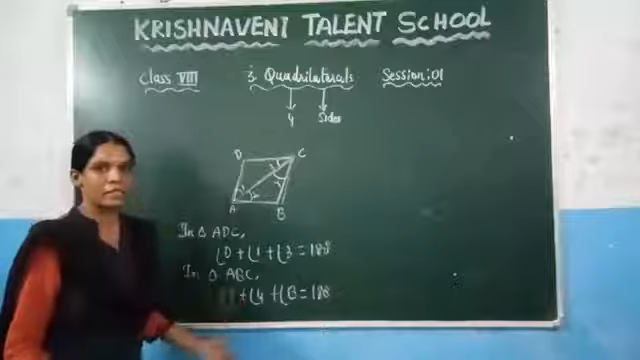 KRISHNAVENI TALENT SCHOOL
Class VIII 3. Quadrilaterals Session:01
4 Sides
D C
A B
In △ ADC,
∠D + ∠1 + ∠3 = 180
In △ ABC,
+ ∠4 + ∠B = 180